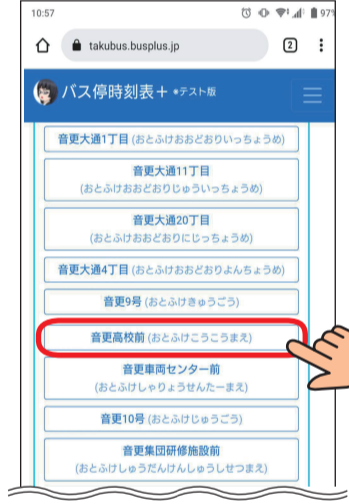 10:57
97%
takubus.busplus.jp
2
バス停時刻表+ *テスト版
音更大通1丁目 (おとふけおおどおりいっちょうめ)
音更大通11丁目
(おとふけおおどおりじゅういっちょうめ)
音更大通20丁目
(おとふけおおどおりにじっちょうめ)
音更大通4丁目 (おとふけおおどおりよんちょうめ)
音更9号 (おとふけきゅうごう)
音更高校前 (おとふけこうこうまえ)
音更車両センター前
(おとふけしゃりょうせんたーまえ)
音更10号 (おとふけじゅうごう)
音更集団研修施設前
(おとふけしゅうだんけんしゅうしせつまえ)